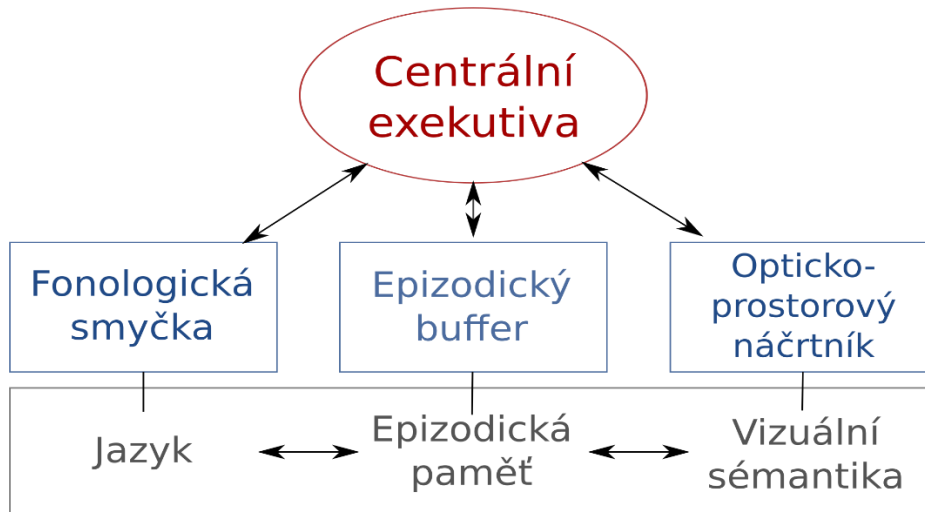 Centrální
exekutiva
Fonologická
smyčka
Epizodický
buffer
Opticko-
prostorový
náčrtník
Jazyk
Epizodická
paměť
Vizuální
sémantika